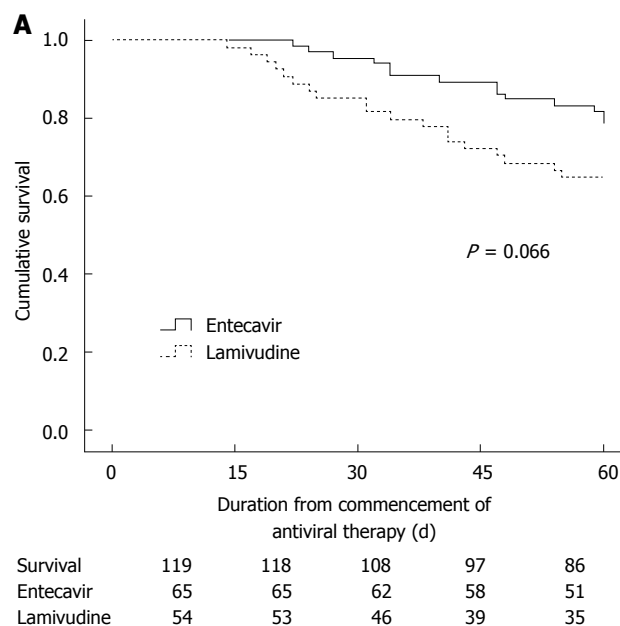 A
1.0
0.8
0.6
0.4
0.2
0.0
Cumulative survival
P = 0.066
Entecavir
Lamivudine
0 15 30 45 60
Duration from commencement of
antiviral therapy (d)
Survival 119 118 108 97 86
Entecavir 65 65 62 58 51
Lamivudine 54 53 46 39 35